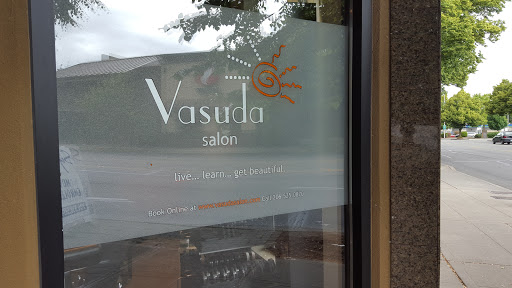 Vasuda
salon
live... learn... get beautiful
Book Online at